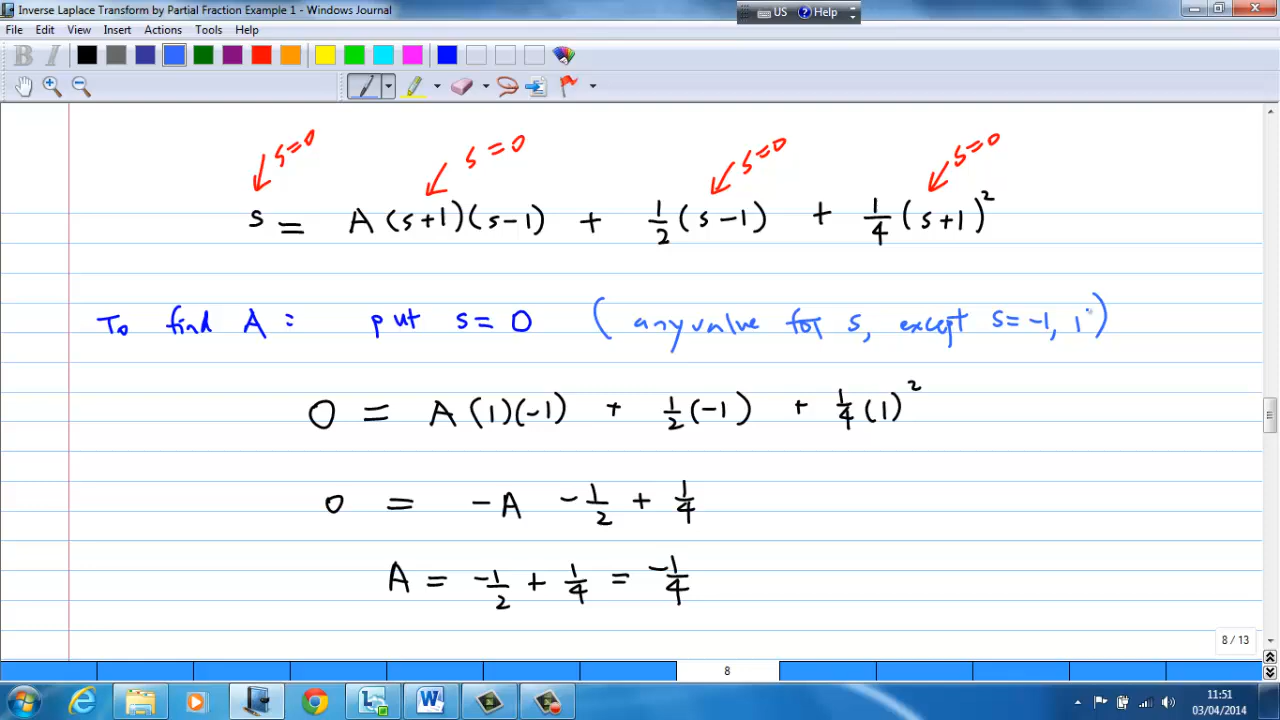 Inverse Laplace Transform by Partial Fraction Example 1 - Windows Journal
US Help
File Edit View Insert Actions Tools Help
B I
s=0 s=0 s=0 s=0
s = A(s+1)(s-1) + 1/2 (s-1) + 1/4 (s+1)²
To find A: put s=0 (any value for s, except s=-1, 1)
0 = A(1)(-1) + 1/2 (-1) + 1/4 (1)²
0 = -A -1/2 + 1/4
A = -1/2 + 1/4 = -1/4
8 / 13
8
11:51
03/04/2014